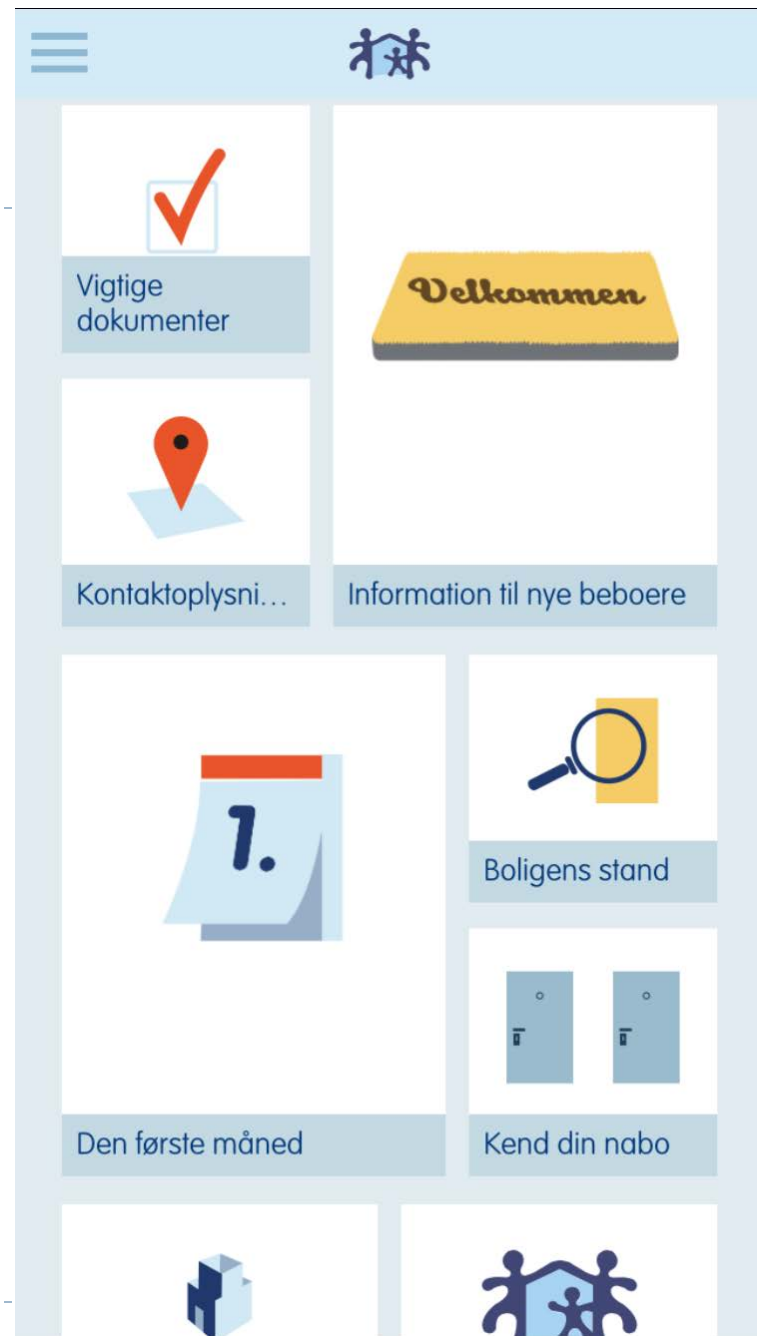 Vigtige
dokumenter
Velkommen
Kontaktoplysni...
Information til nye beboere
1.
Boligens stand
Den første måned
Kend din nabo